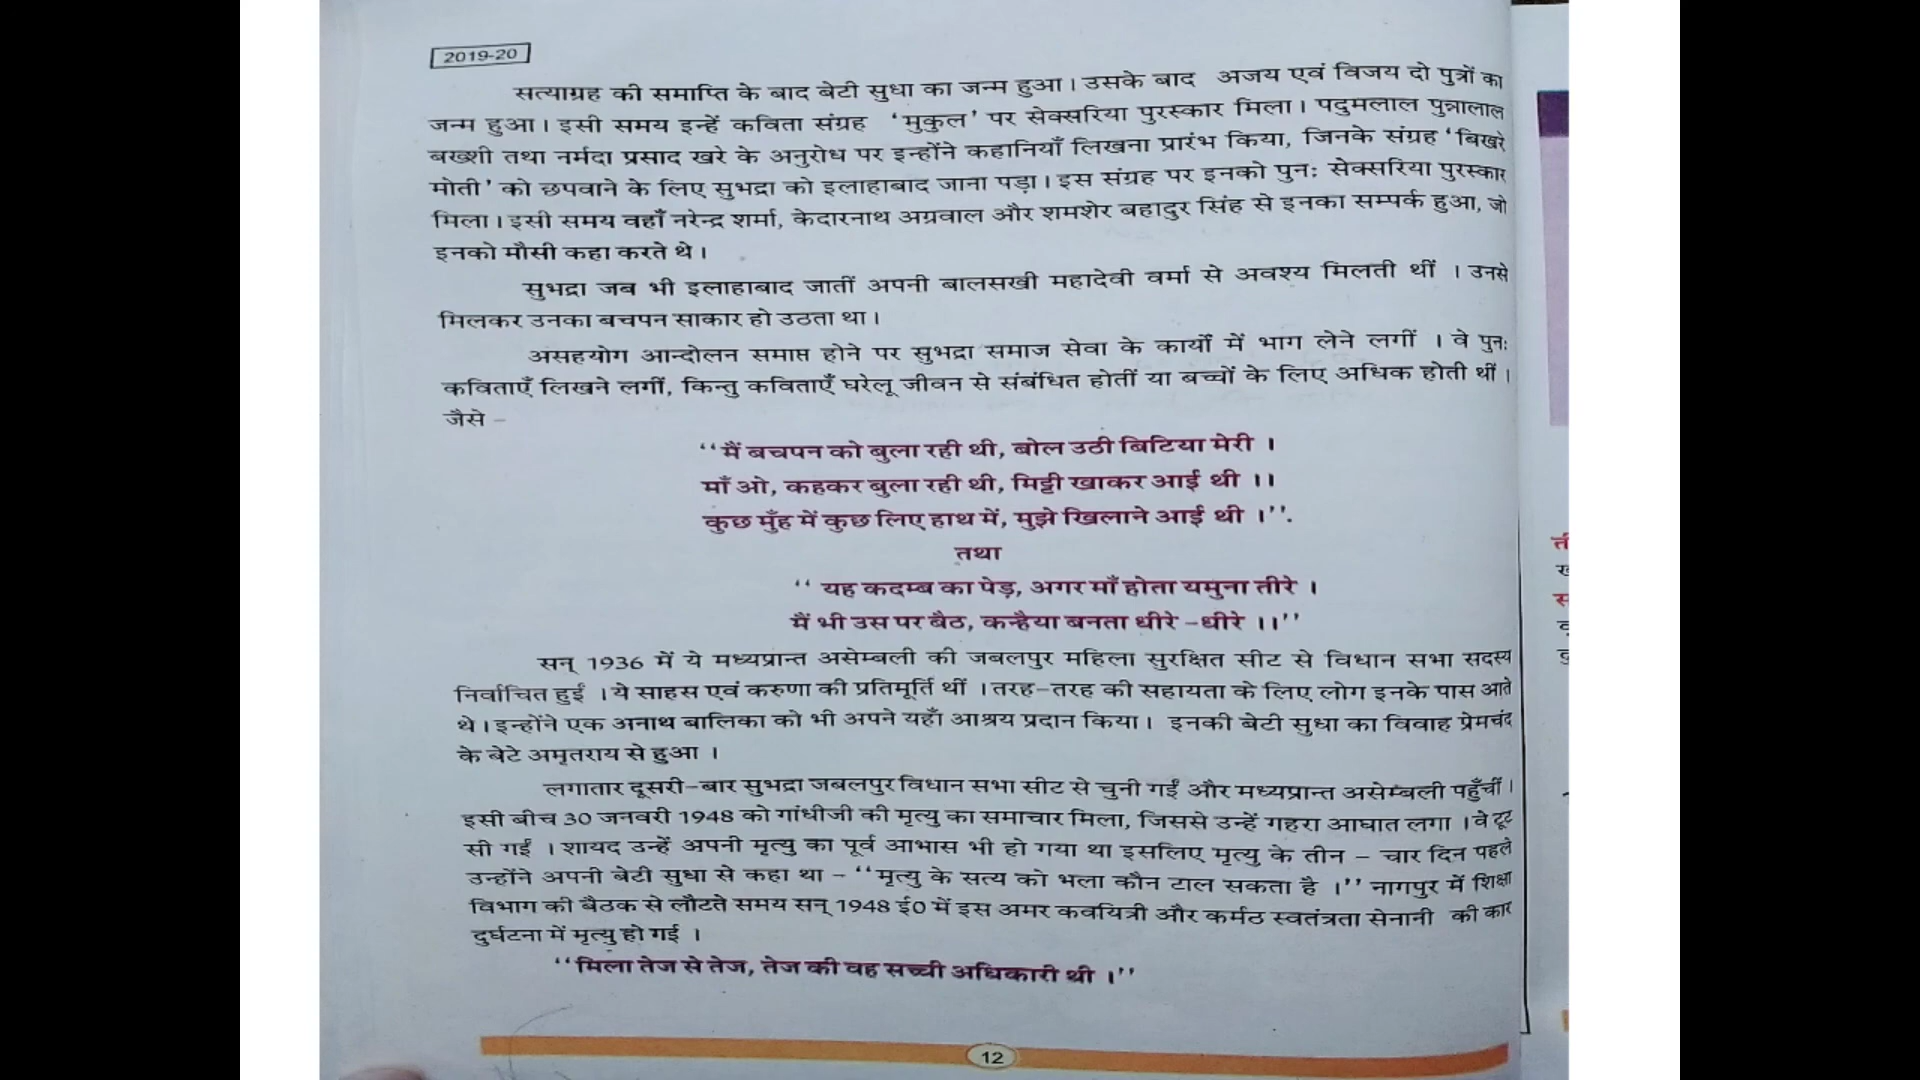 2019-20
सत्याग्रह की समाप्ति के बाद बेटी सुधा का जन्म हुआ। उसके बाद अजय एवं विजय दो पुत्रों का
जन्म हुआ। इसी समय इन्हें कविता संग्रह ‘मुकुल’ पर सेक्सरिया पुरस्कार मिला। पदुमलाल पुन्नालाल
बख्शी तथा नर्मदा प्रसाद खरे के अनुरोध पर इन्होंने कहानियाँ लिखना प्रारंभ किया, जिनके संग्रह ‘बिखरे
मोती’ को छपवाने के लिए सुभद्रा को इलाहाबाद जाना पड़ा। इस संग्रह पर इनको पुनः सेक्सरिया पुरस्कार
मिला। इसी समय वहाँ नरेन्द्र शर्मा, केदारनाथ अग्रवाल और शमशेर बहादुर सिंह से इनका सम्पर्क हुआ, जो
इनको मौसी कहा करते थे।
सुभद्रा जब भी इलाहाबाद जातीं अपनी बालसखी महादेवी वर्मा से अवश्य मिलती थीं । उनसे
मिलकर उनका बचपन साकार हो उठता था।
असहयोग आन्दोलन समाप्त होने पर सुभद्रा समाज सेवा के कार्यों में भाग लेने लगीं । वे पुनः
कविताएँ लिखने लगीं, किन्तु कविताएँ घरेलू जीवन से संबंधित होतीं या बच्चों के लिए अधिक होती थीं।
जैसे –
‘‘मैं बचपन को बुला रही थी, बोल उठी बिटिया मेरी ।
माँ ओ, कहकर बुला रही थी, मिट्टी खाकर आई थी ।।
कुछ मुँह में कुछ लिए हाथ में, मुझे खिलाने आई थी ।’’.
तथा
‘‘ यह कदम्ब का पेड़, अगर माँ होता यमुना तीरे ।
मैं भी उस पर बैठ, कन्हैया बनता धीरे –धीरे ।।’’
सन् 1936 में ये मध्यप्रान्त असेम्बली की जबलपुर महिला सुरक्षित सीट से विधान सभा सदस्य
निर्वाचित हुईं । ये साहस एवं करुणा की प्रतिमूर्ति थीं । तरह–तरह की सहायता के लिए लोग इनके पास आते
थे। इन्होंने एक अनाथ बालिका को भी अपने यहाँ आश्रय प्रदान किया। इनकी बेटी सुधा का विवाह प्रेमचंद
के बेटे अमृतराय से हुआ ।
लगातार दूसरी–बार सुभद्रा जबलपुर विधान सभा सीट से चुनी गईं और मध्यप्रान्त असेम्बली पहुँचीं।
इसी बीच 30 जनवरी 1948 को गांधीजी की मृत्यु का समाचार मिला, जिससे उन्हें गहरा आघात लगा । वे टूट
सी गईं । शायद उन्हें अपनी मृत्यु का पूर्व आभास भी हो गया था इसलिए मृत्यु के तीन – चार दिन पहले
उन्होंने अपनी बेटी सुधा से कहा था – ‘‘मृत्यु के सत्य को भला कौन टाल सकता है ।’’ नागपुर में शिक्षा
विभाग की बैठक से लौटते समय सन् 1948 ई0 में इस अमर कवयित्री और कर्मठ स्वतंत्रता सेनानी की कार
दुर्घटना में मृत्यु हो गई ।
‘‘मिला तेज से तेज, तेज की वह सच्ची अधिकारी थी ।’’
12